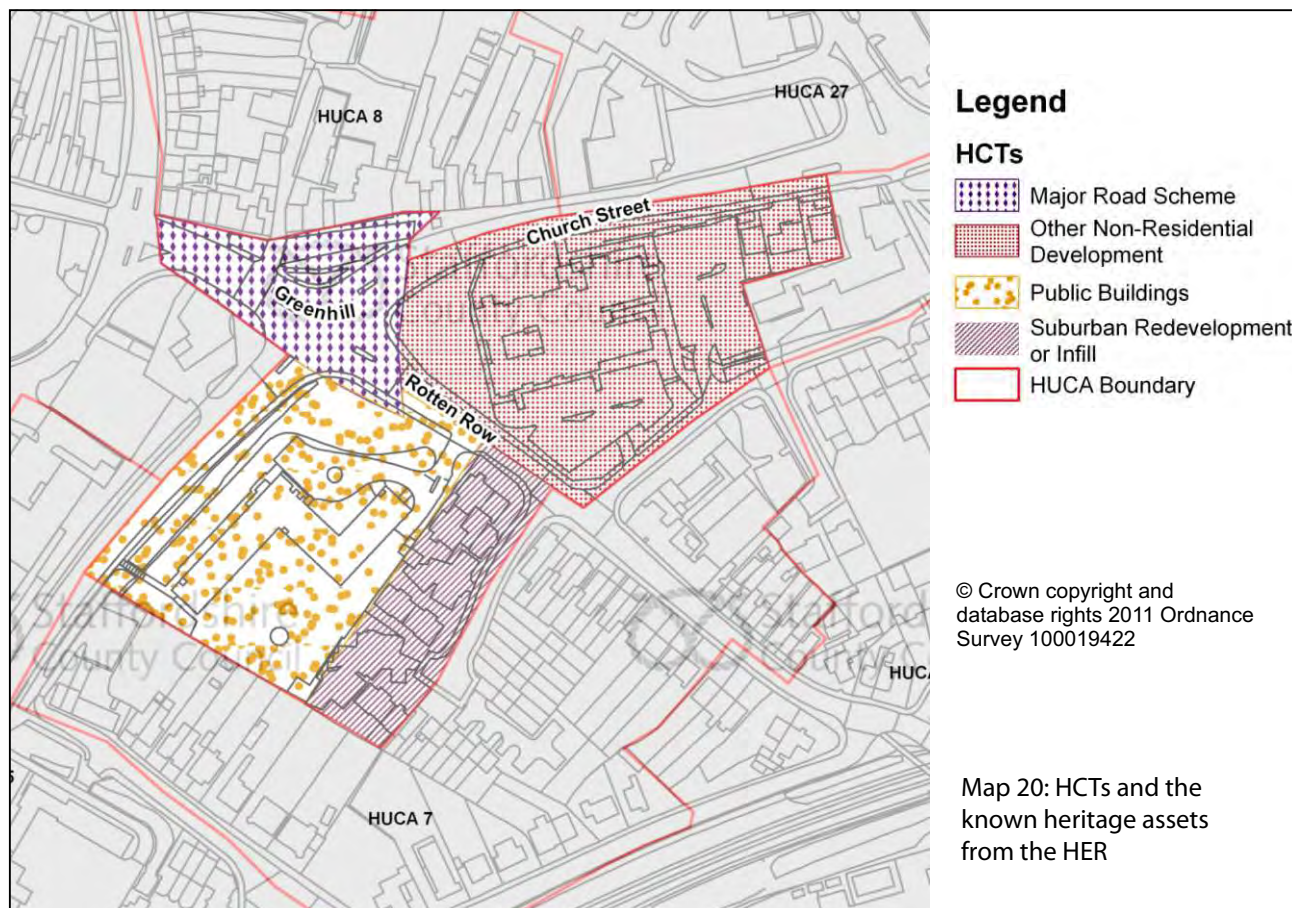 HUCA 8
HUCA 27
Church Street
Greenhill
Rotten Row
HUCA 7
HUCA
Staffordshire
County Council
Stafford
Legend
HCTs
Major Road Scheme
Other Non-Residential
Development
Public Buildings
Suburban Redevelopment
or Infill
HUCA Boundary
© Crown copyright and
database rights 2011 Ordnance
Survey 100019422
Map 20: HCTs and the
known heritage assets
from the HER